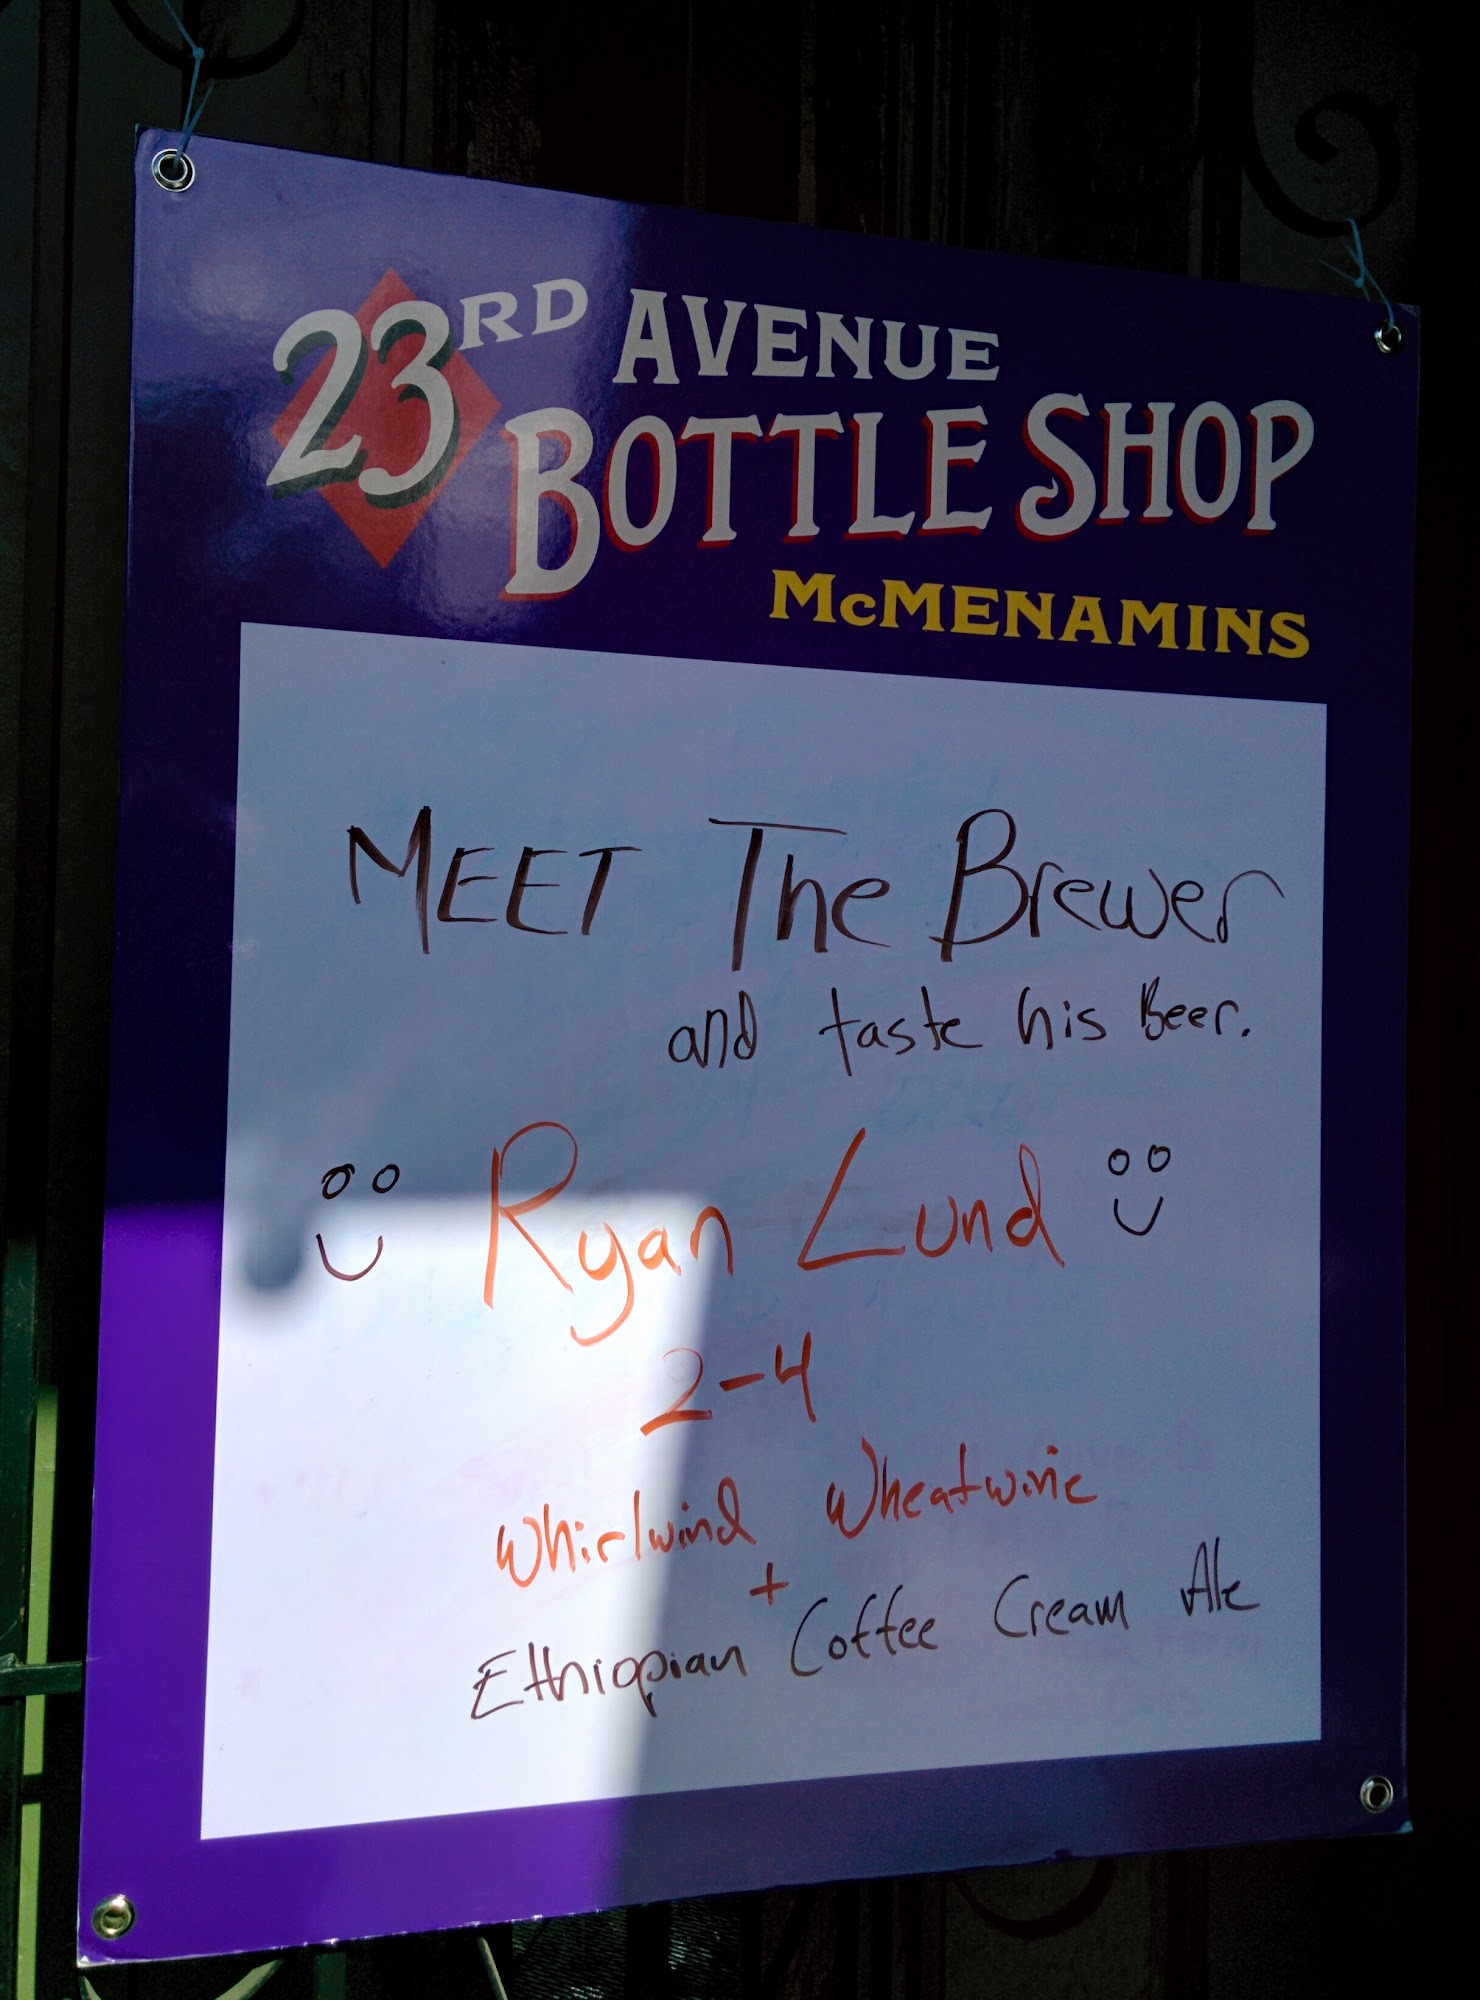 23RD AVENUE
BOTTLE SHOP
McMENAMINS
MEET The Brewer
and taste his Beer.
Ryan Lund
2-4
Whirlwind Wheatwine
+
Ethiopian Coffee Cream Ale